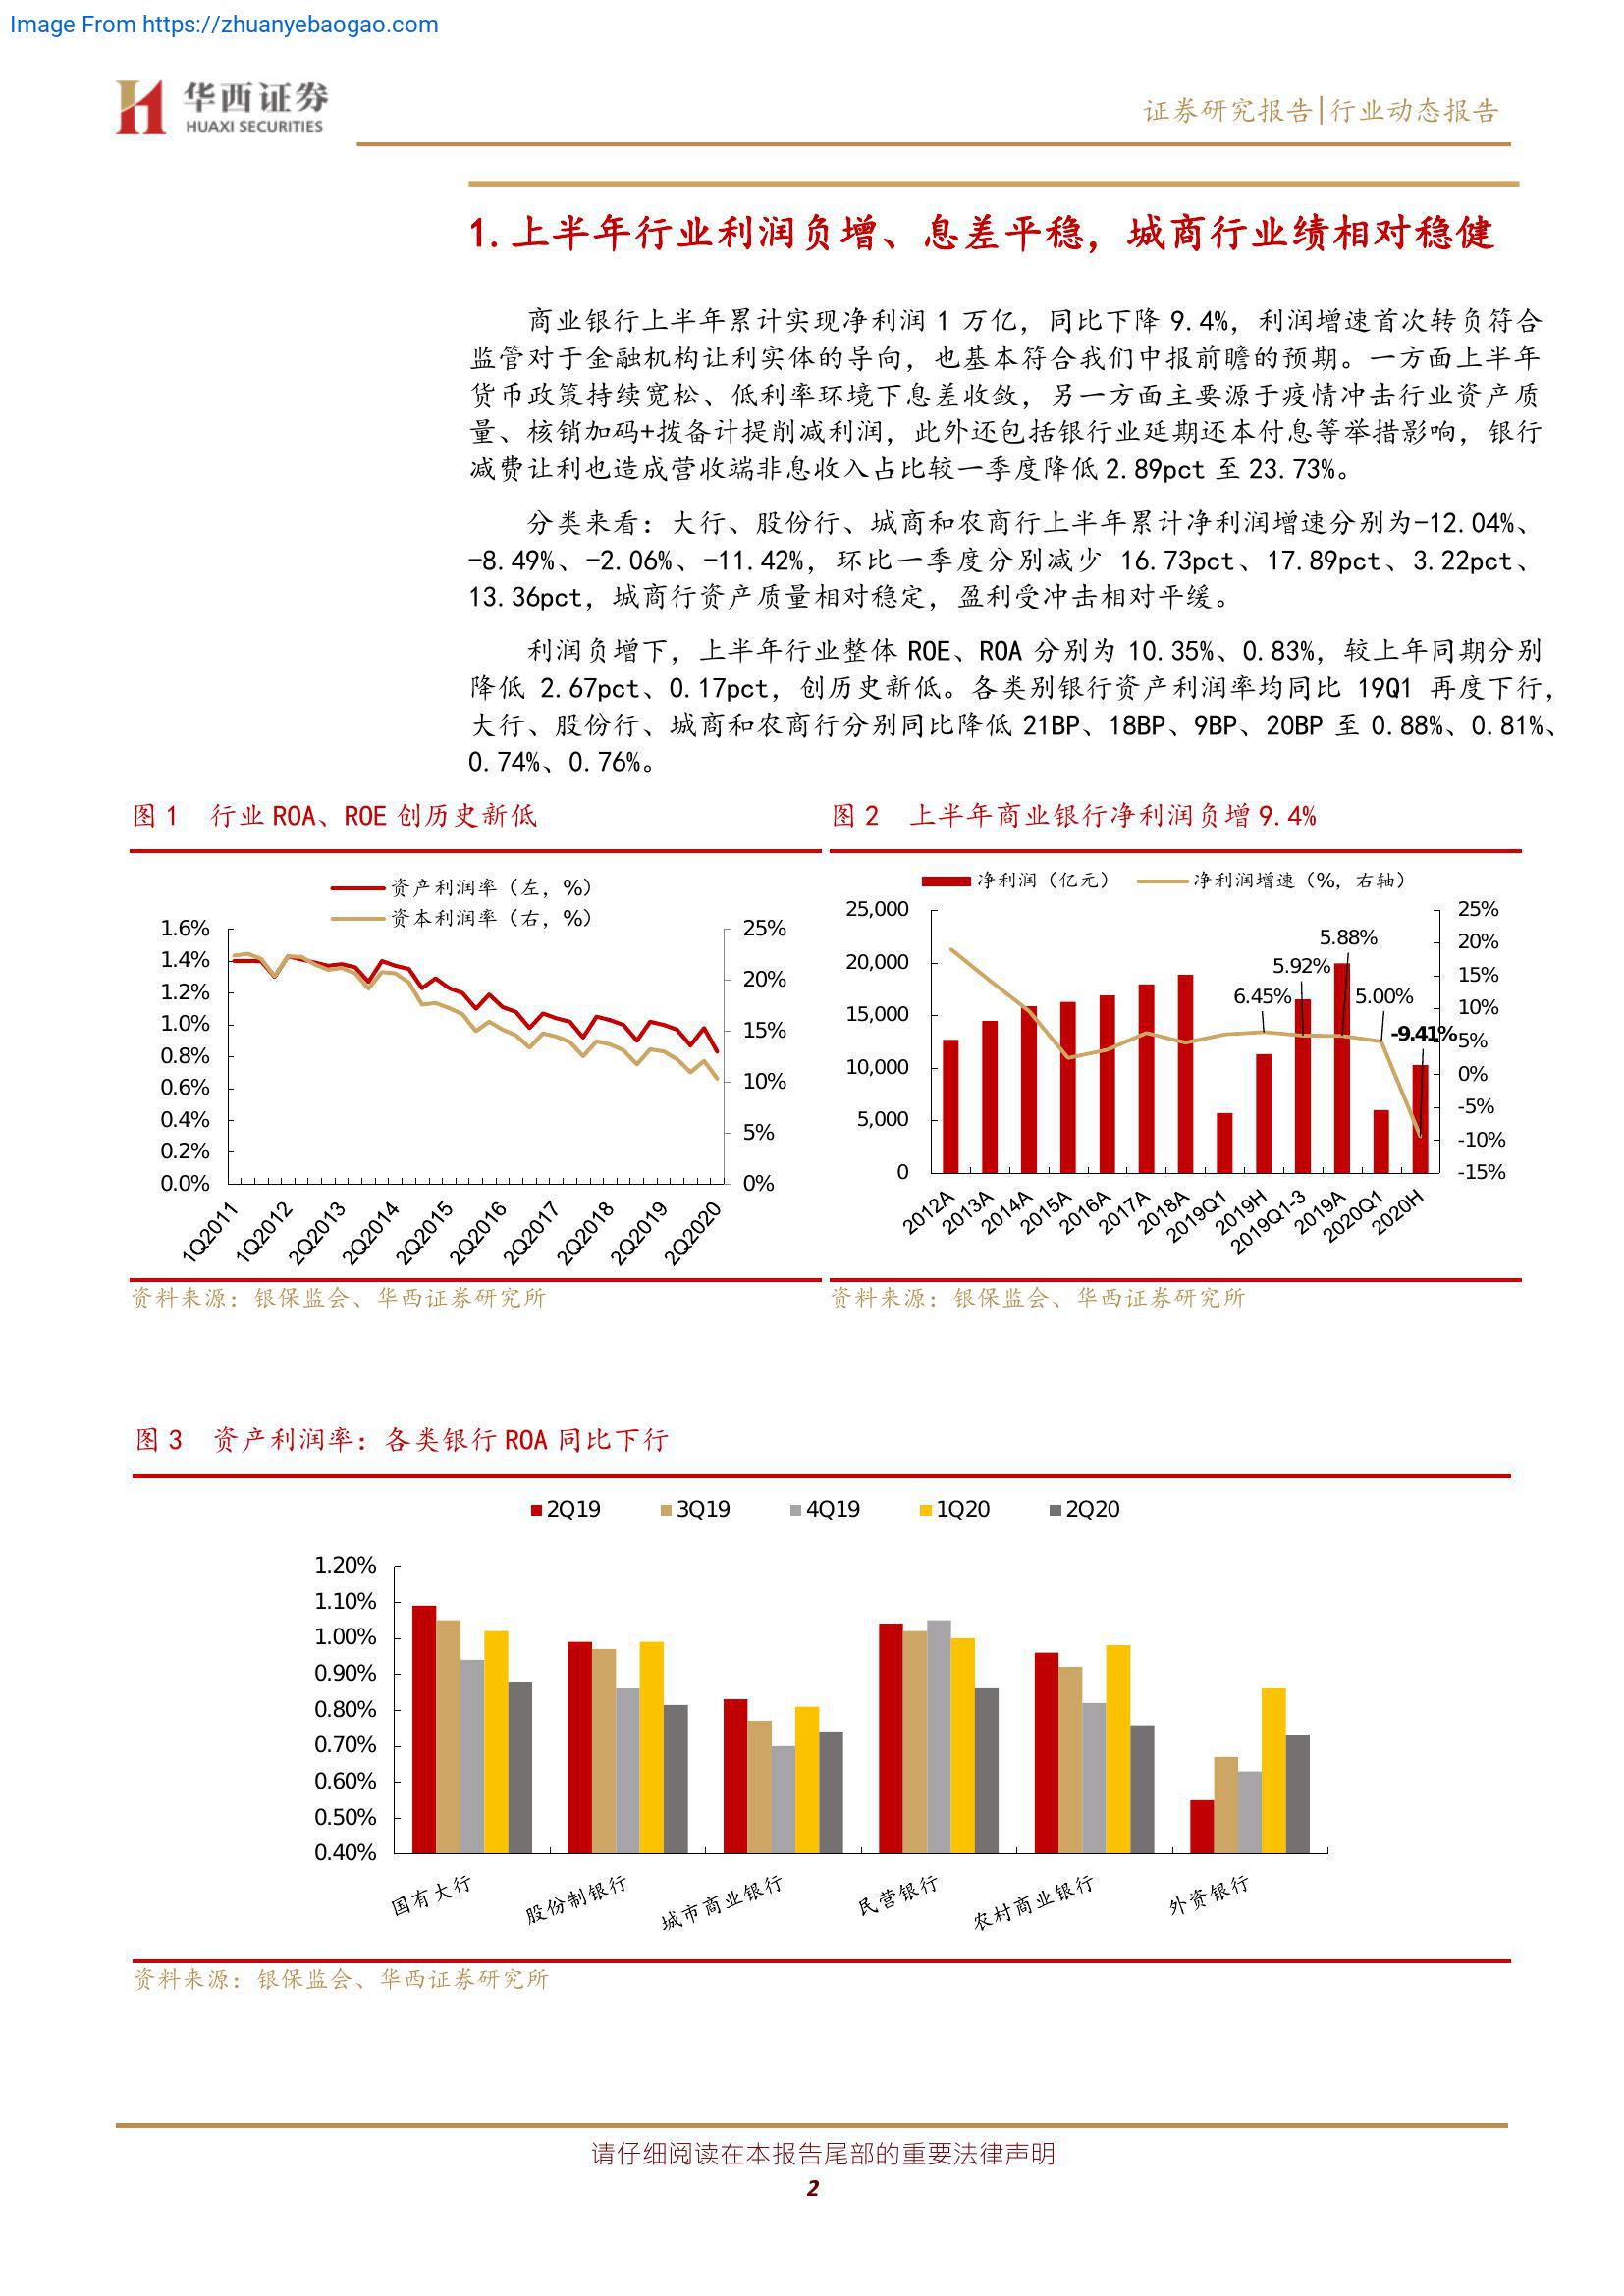 Image From https://zhuanyebaogao.com
华西证券
HUAXI SECURITIES
证券研究报告|行业动态报告
1.上半年行业利润负增、息差平稳，城商行业绩相对稳健
商业银行上半年累计实现净利润 1 万亿，同比下降 9.4%，利润增速首次转负符合
监管对于金融机构让利实体的导向，也基本符合我们中报前瞻的预期。一方面上半年
货币政策持续宽松、低利率环境下息差收敛，另一方面主要源于疫情冲击行业资产质
量、核销加码+拨备计提削减利润，此外还包括银行业延期还本付息等举措影响，银行
减费让利也造成营收端非息收入占比较一季度降低 2.89pct 至 23.73%。
分类来看：大行、股份行、城商和农商行上半年累计净利润增速分别为-12.04%、
-8.49%、-2.06%、-11.42%，环比一季度分别减少 16.73pct、17.89pct、3.22pct、
13.36pct，城商行资产质量相对稳定，盈利受冲击相对平缓。
利润负增下，上半年行业整体 ROE、ROA 分别为 10.35%、0.83%，较上年同期分别
降低 2.67pct、0.17pct，创历史新低。各类别银行资产利润率均同比 19Q1 再度下行，
大行、股份行、城商和农商行分别同比降低 21BP、18BP、9BP、20BP 至 0.88%、0.81%、
0.74%、0.76%。
图 1 行业 ROA、ROE 创历史新低
资产利润率（左，%）
资本利润率（右，%）
1.6%
1.4%
1.2%
1.0%
0.8%
0.6%
0.4%
0.2%
0.0%
25%
20%
15%
10%
5%
0%
1Q2011
1Q2012
2Q2013
2Q2014
2Q2015
2Q2016
2Q2017
2Q2018
2Q2019
2Q2020
资料来源：银保监会、华西证券研究所
图 2 上半年商业银行净利润负增 9.4%
净利润（亿元）
净利润增速（%，右轴）
25,000
20,000
15,000
10,000
5,000
0
25%
20%
15%
10%
5%
0%
-5%
-10%
-15%
6.45%
5.92%
5.88%
5.00%
-9.41%
2012A
2013A
2014A
2015A
2016A
2017A
2018A
2019Q1
2019H
2019Q1-3
2019A
2020Q1
2020H
资料来源：银保监会、华西证券研究所
图 3 资产利润率：各类银行 ROA 同比下行
2Q19 3Q19 4Q19 1Q20 2Q20
1.20%
1.10%
1.00%
0.90%
0.80%
0.70%
0.60%
0.50%
0.40%
国有大行
股份制银行
城市商业银行
民营银行
农村商业银行
外资银行
资料来源：银保监会、华西证券研究所
请仔细阅读在本报告尾部的重要法律声明
2